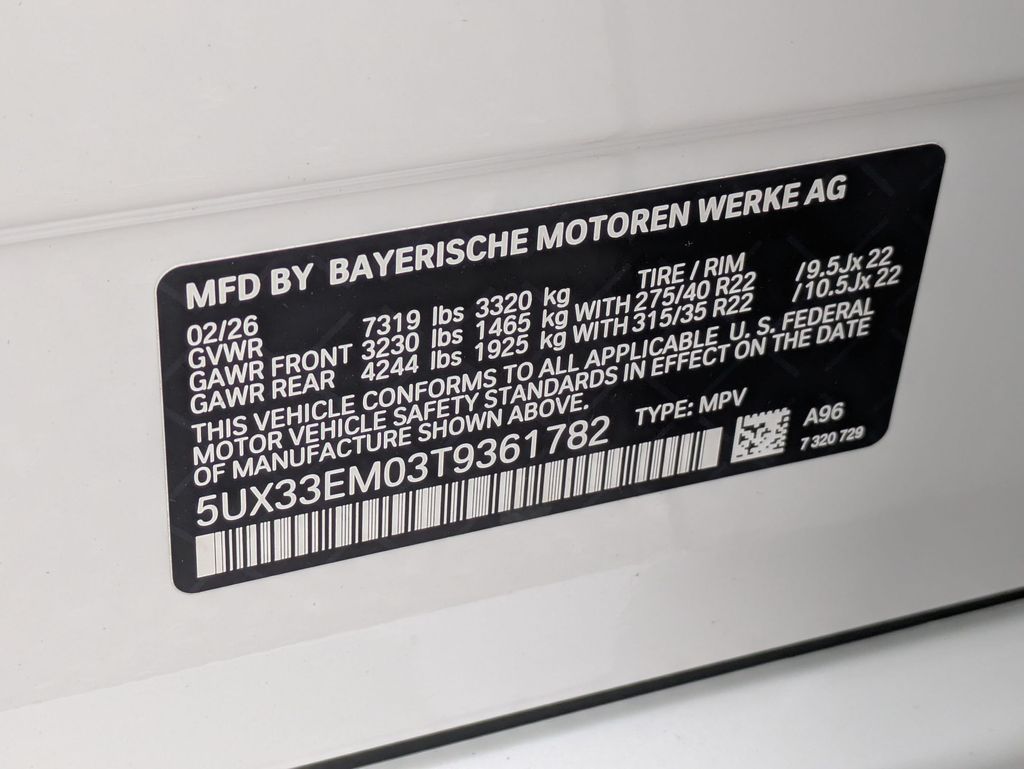 MFD BY BAYERISCHE MOTOREN WERKE AG
02/26 TIRE / RIM
GVWR 7319 lbs 3320 kg
GAWR FRONT 3230 lbs 1465 kg WITH 275/40 R22 /9.5Jx 22
GAWR REAR 4244 lbs 1925 kg WITH 315/35 R22 /10.5Jx 22
THIS VEHICLE CONFORMS TO ALL APPLICABLE U. S. FEDERAL
MOTOR VEHICLE SAFETY STANDARDS IN EFFECT ON THE DATE
OF MANUFACTURE SHOWN ABOVE.
5UX33EM03T9361782 TYPE: MPV
A96
7 320 729